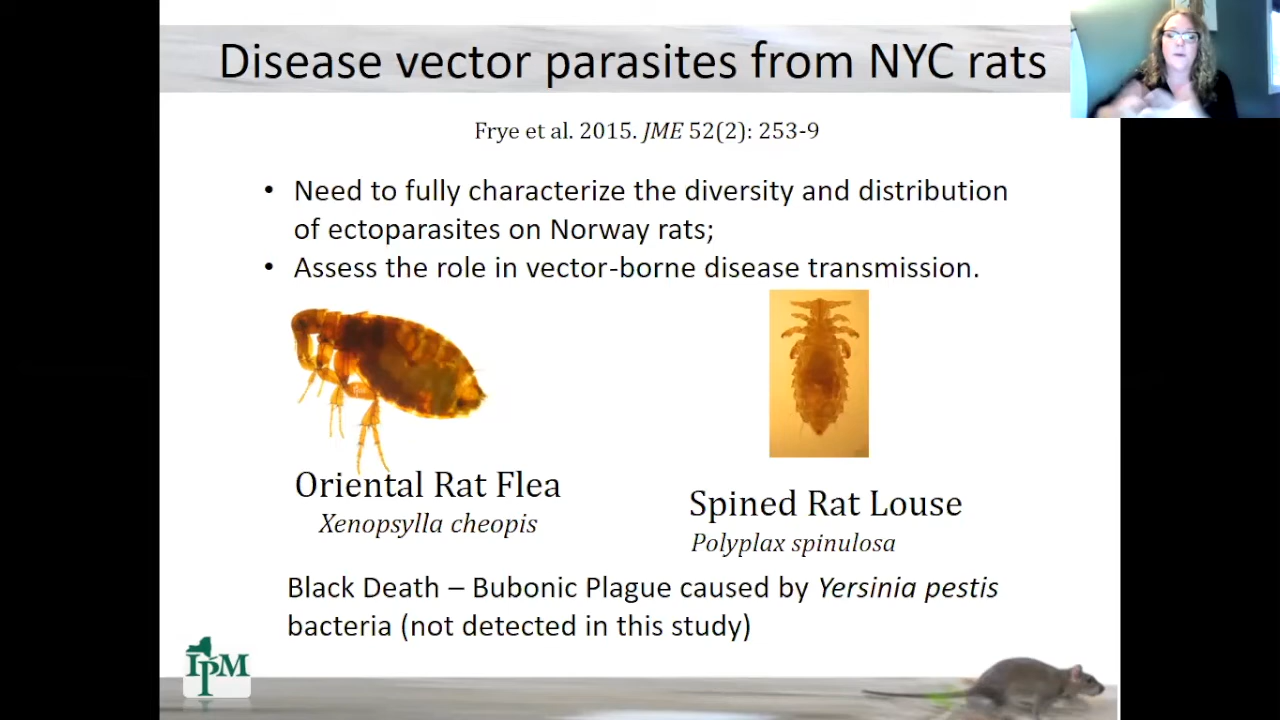 Disease vector parasites from NYC rats
Frye et al. 2015. JME 52(2): 253-9
• Need to fully characterize the diversity and distribution
of ectoparasites on Norway rats;
• Assess the role in vector-borne disease transmission.
Oriental Rat Flea
Xenopsylla cheopis
Spined Rat Louse
Polyplax spinulosa
Black Death – Bubonic Plague caused by Yersinia pestis
bacteria (not detected in this study)
IPM